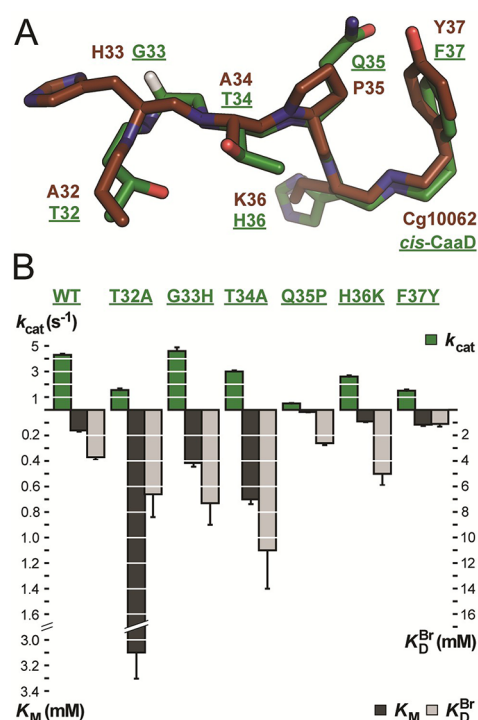 A
H33 G33
A34
T34
Q35
P35
Y37
F37
A32
T32
K36
H36
Cg10062
cis-CaaD
B
WT T32A G33H T34A Q35P H36K F37Y
kcat (s-1)
kcat
5
4
3
2
1
0.2 2
0.4 4
0.6 6
0.8 8
1.0 10
1.2 12
1.4 14
1.6 16
3.0
3.2
3.4
KDBr (mM)
KM (mM)
KM KDBr